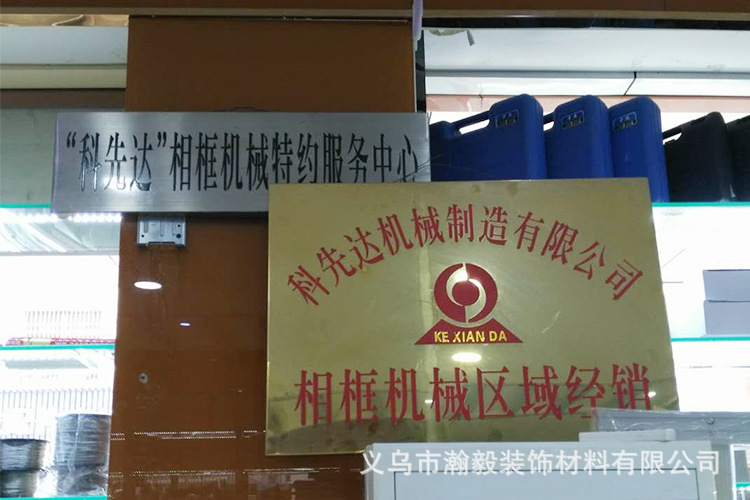 “科先达”相框机械特约服务中心
科先达机械制造有限公司
KE XIAN DA
相框机械区域经销
义乌市瀚毅装饰材料有限公司